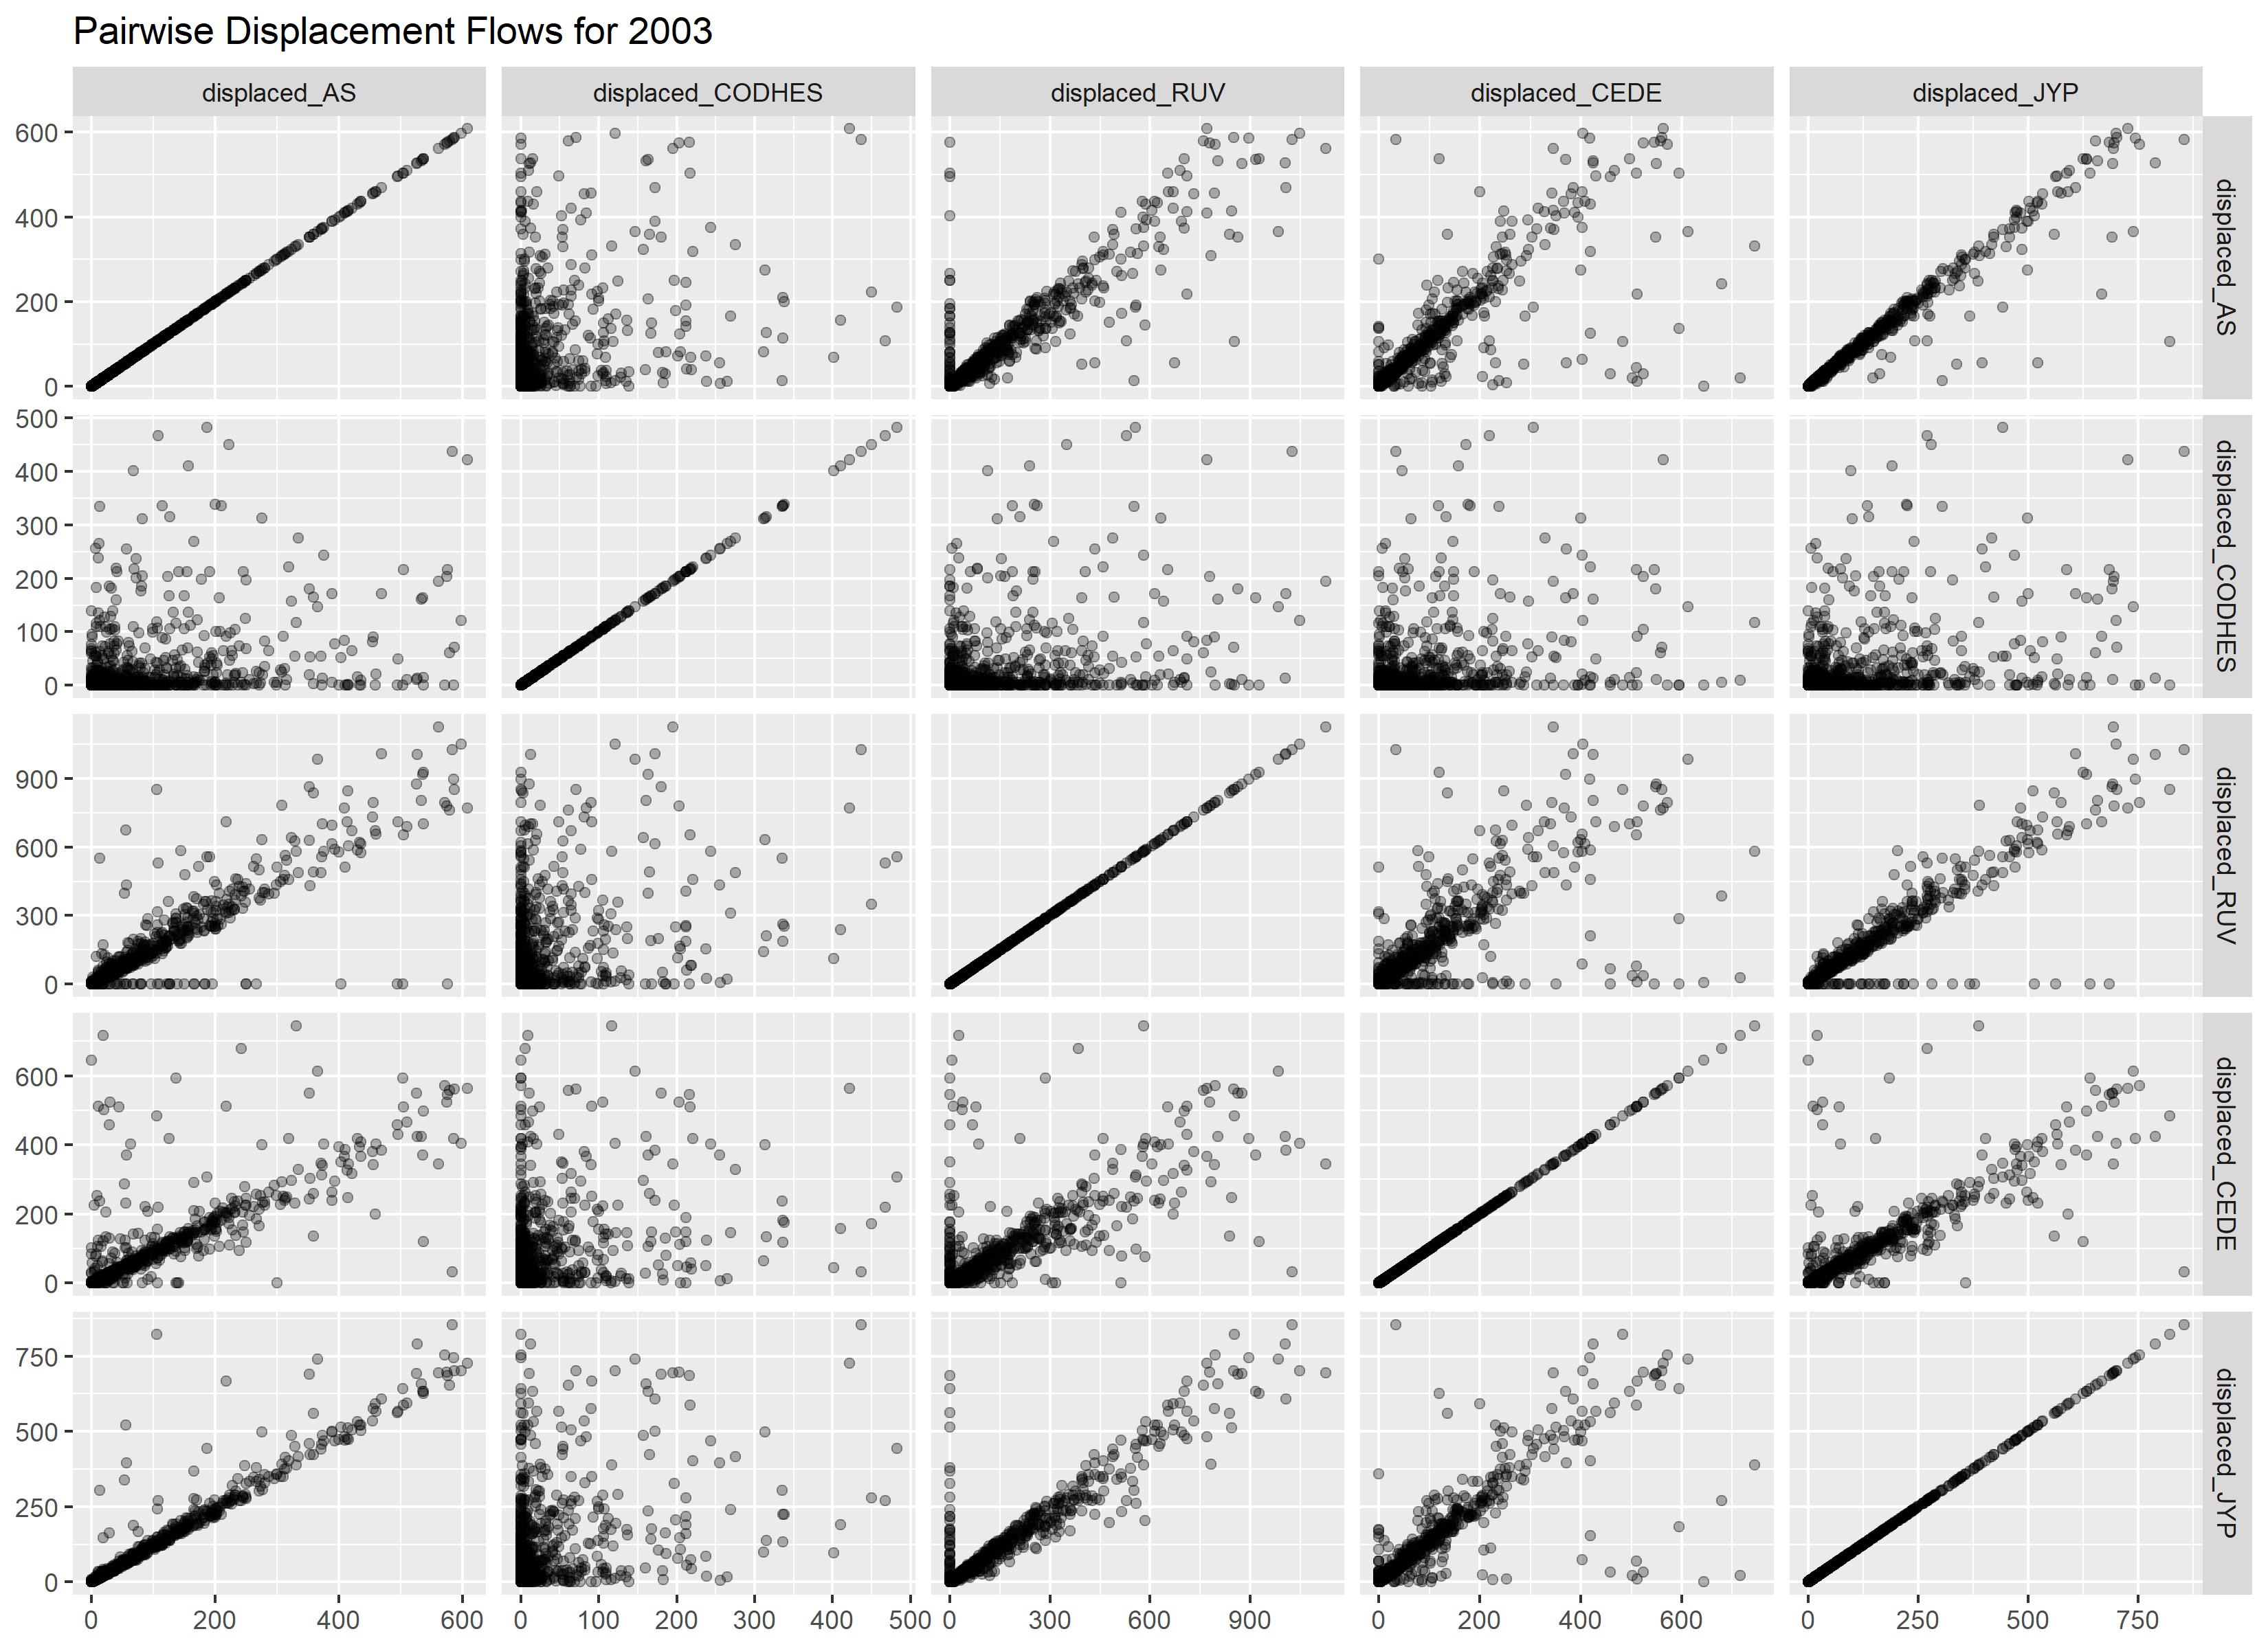 Pairwise Displacement Flows for 2003
displaced_AS displaced_CODHES displaced_RUV displaced_CEDE displaced_JYP
600
400
200
0
displaced_AS
500
400
300
200
100
0
displaced_CODHES
900
600
300
0
displaced_RUV
600
400
200
0
displaced_CEDE
750
500
250
0
displaced_JYP
0 200 400 600 0 100 200 300 400 500 0 300 600 900 0 200 400 600 0 250 500 750